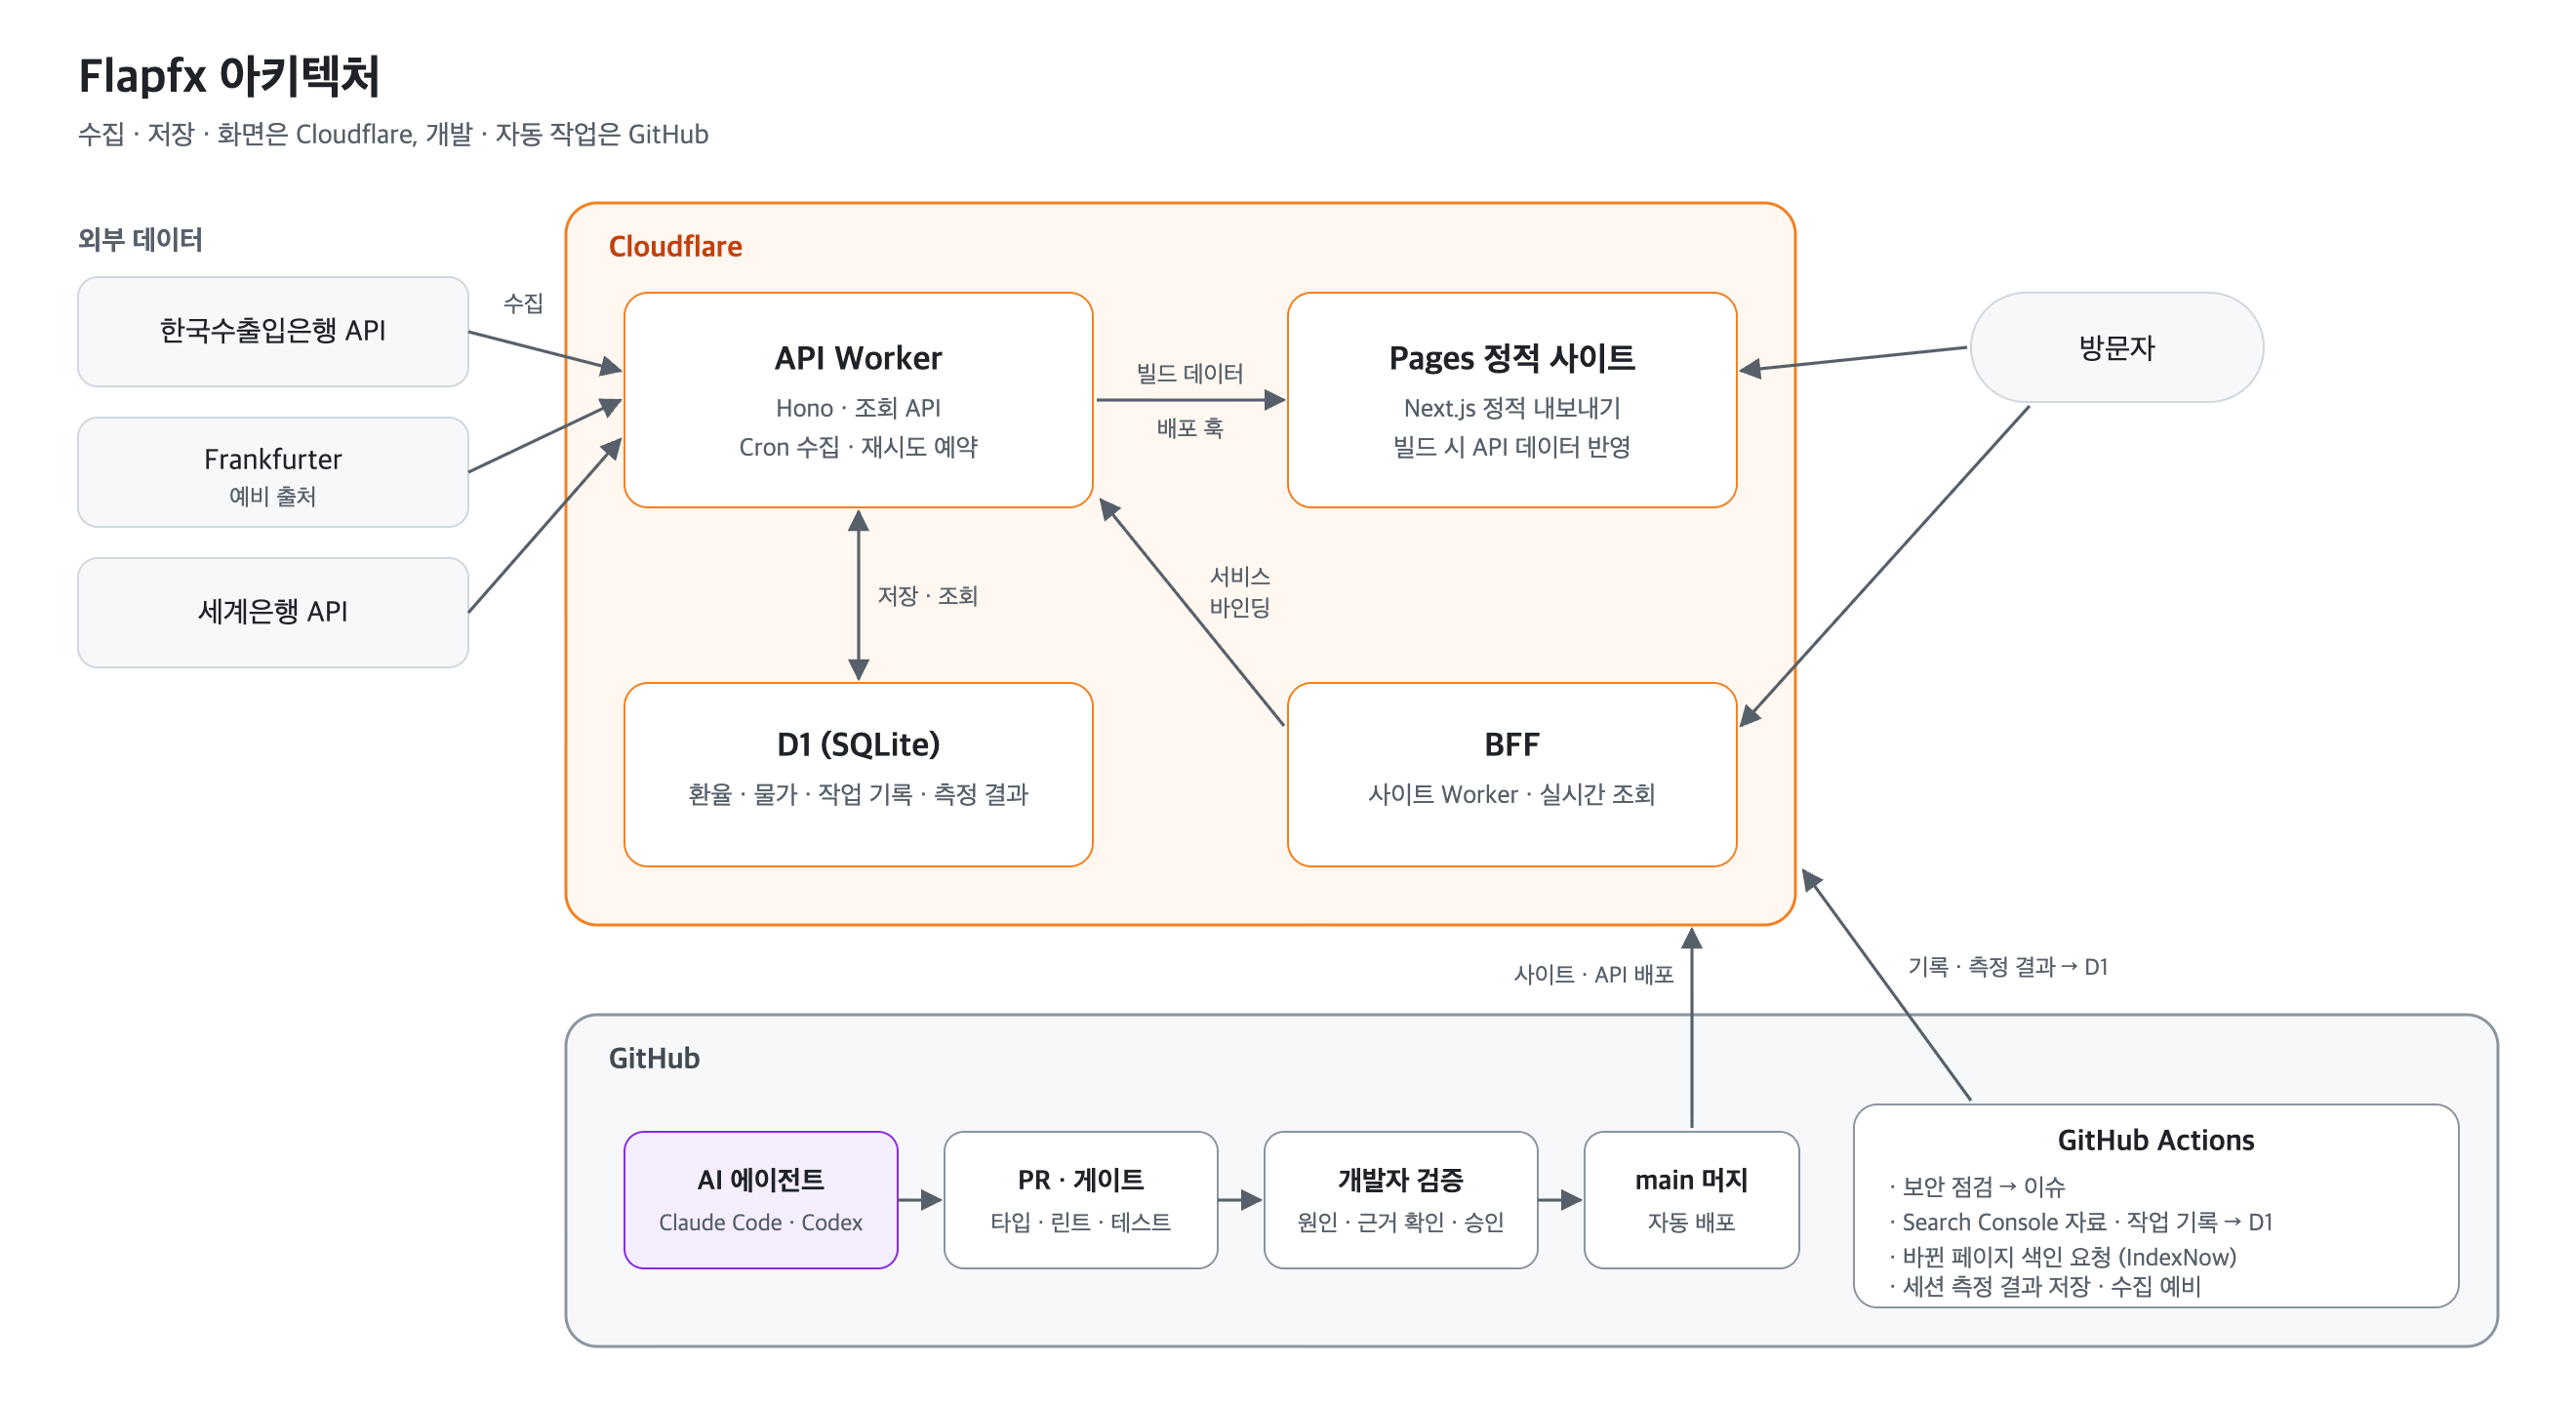 Flapfx 아키텍처
수집 · 저장 · 화면은 Cloudflare, 개발 · 자동 작업은 GitHub
외부 데이터
한국수출입은행 API
Frankfurter
예비 출처
세계은행 API
수집
Cloudflare
API Worker
Hono · 조회 API
Cron 수집 · 재시도 예약
빌드 데이터
배포 훅
Pages 정적 사이트
Next.js 정적 내보내기
빌드 시 API 데이터 반영
방문자
저장 · 조회
서비스
바인딩
D1 (SQLite)
환율 · 물가 · 작업 기록 · 측정 결과
BFF
사이트 Worker · 실시간 조회
사이트 · API 배포
기록 · 측정 결과 → D1
GitHub
AI 에이전트
Claude Code · Codex
PR · 게이트
타입 · 린트 · 테스트
개발자 검증
원인 · 근거 확인 · 승인
main 머지
자동 배포
GitHub Actions
· 보안 점검 → 이슈
· Search Console 자료 · 작업 기록 → D1
· 바뀐 페이지 색인 요청 (IndexNow)
· 세션 측정 결과 저장 · 수집 예비